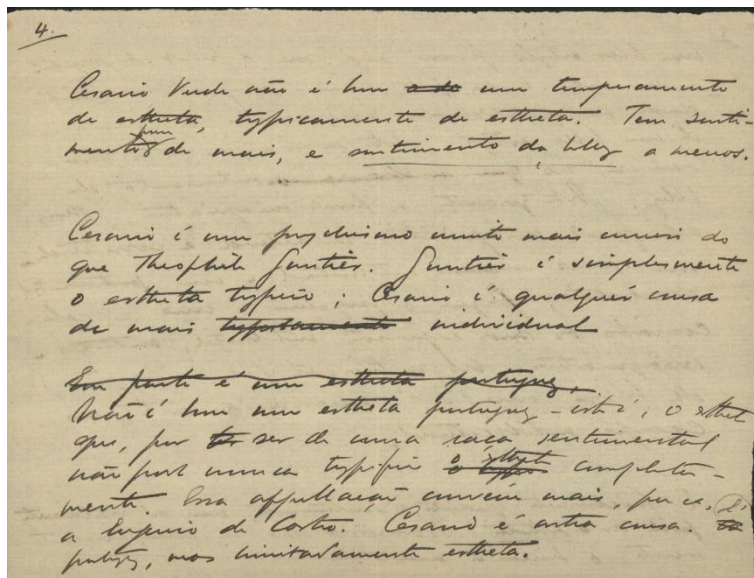 4.
Cesario Verde não é bem um temperamento
de estheta, typicamente de estheta. Tem senti-
mento de mais, e sentimento da belleza a menos.
Cesario é um psychismo muito mais curioso do
que Theophile Gautier. Gautier é simplesmente
o estheta typico; Cesario é qualquer cousa
de mais typicamente individual
Em parte é um estheta portuguez,
Não é bem um estheta portuguez - isto é, o esthet
que, por ser de uma raça sentimental
não pode nunca typificar o estheta completa-
mente. Essa appellação convém mais, por ex.,
a Eugenio de Castro. Cesario é outra cousa. É
portuguez, mas limitadamente estheta.